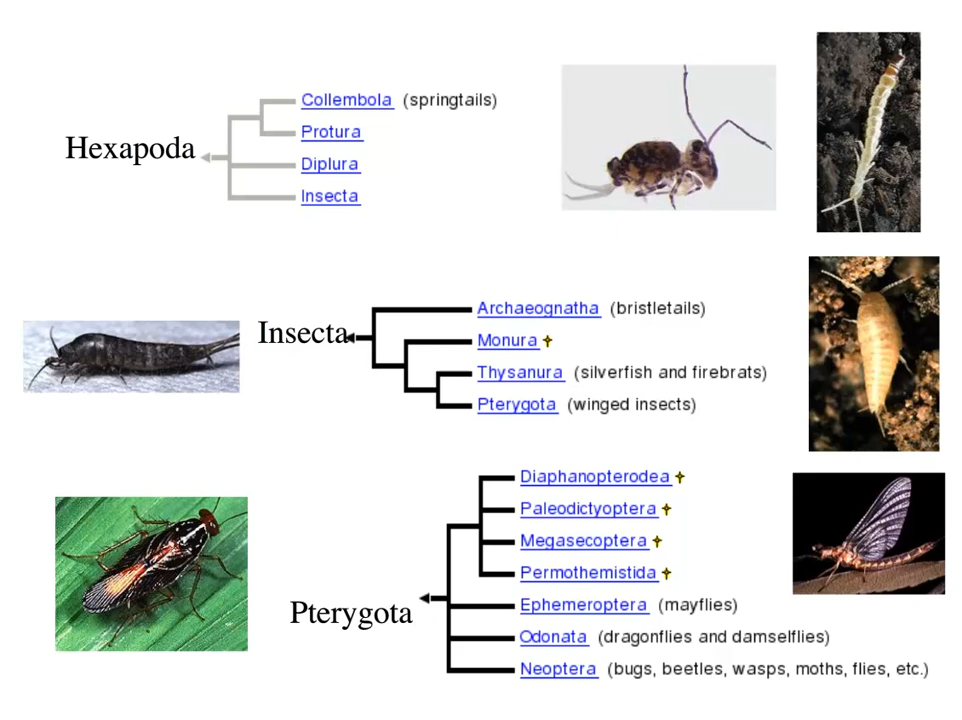 Hexapoda
Collembola (springtails)
Protura
Diplura
Insecta
Insecta
Archaeognatha (bristletails)
Monura
Thysanura (silverfish and firebrats)
Pterygota (winged insects)
Pterygota
Diaphanopterodea
Paleodictyoptera
Megasecoptera
Permothemistida
Ephemeroptera (mayflies)
Odonata (dragonflies and damselflies)
Neoptera (bugs, beetles, wasps, moths, flies, etc.)